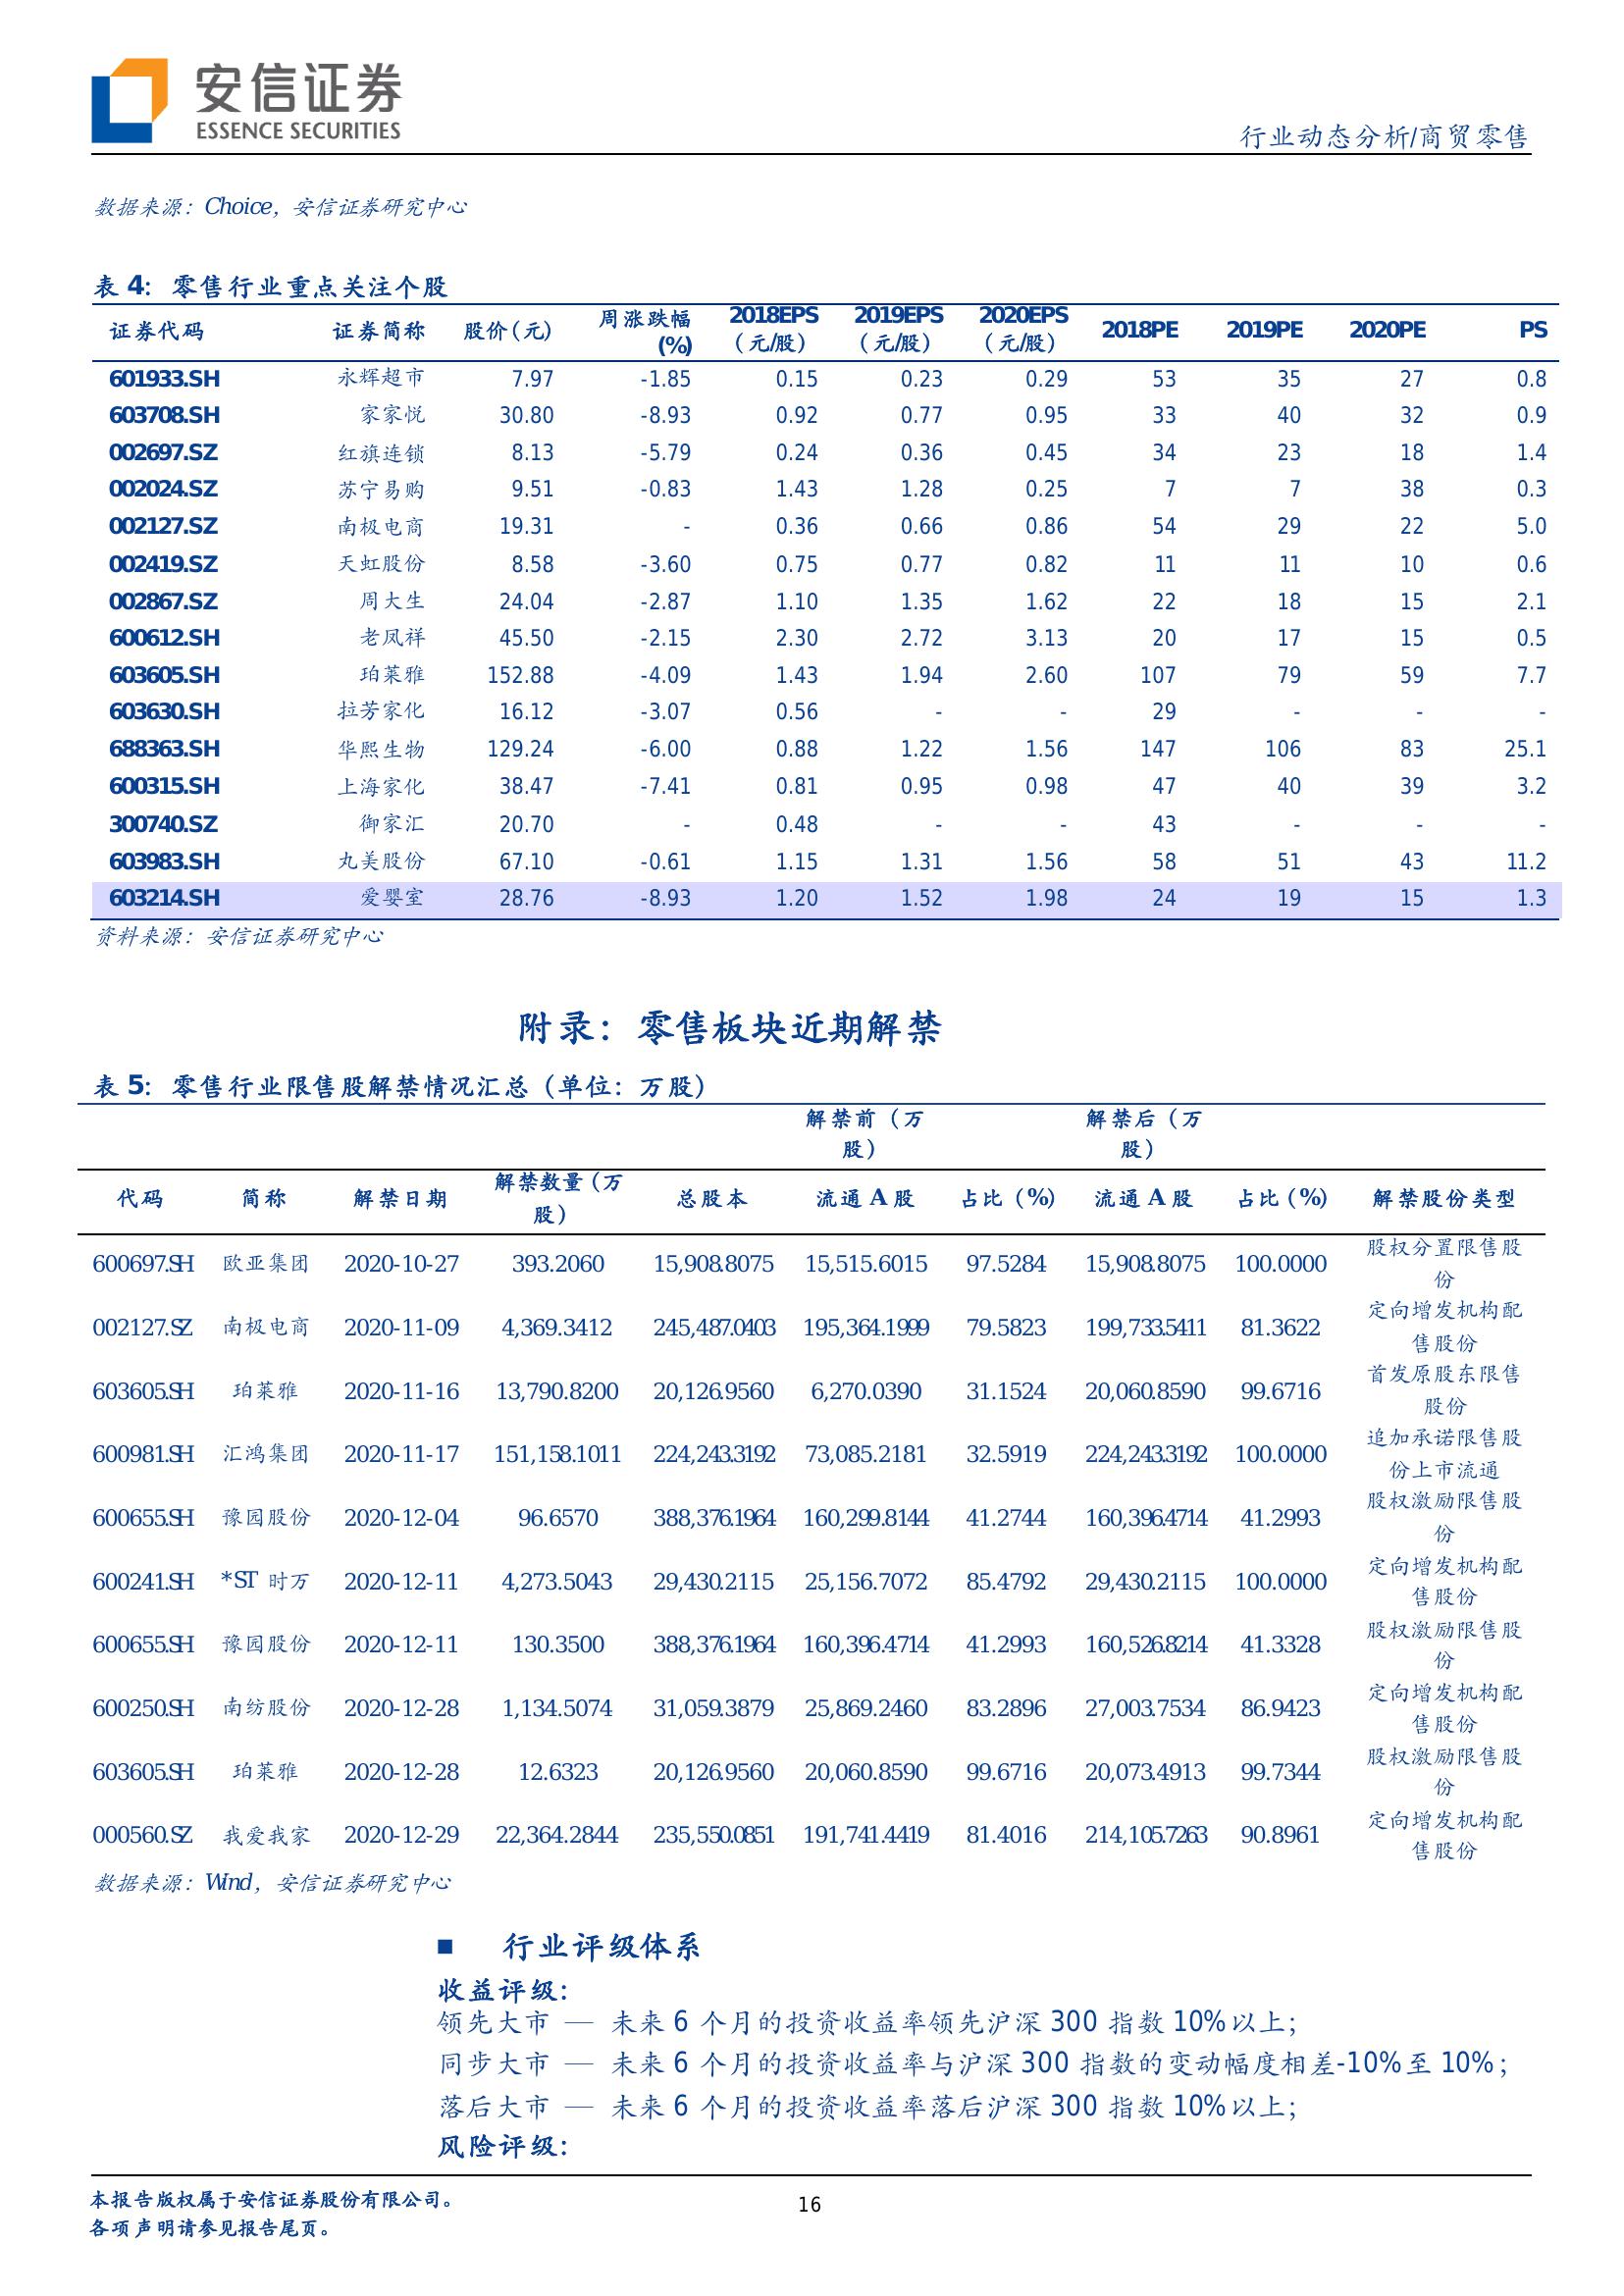 安信证券
ESSENCE SECURITIES
行业动态分析/商贸零售
数据来源：Choice，安信证券研究中心
表 4：零售行业重点关注个股
证券代码 证券简称 股价(元) 周涨跌幅(%) 2018EPS（元/股） 2019EPS（元/股） 2020EPS（元/股） 2018PE 2019PE 2020PE PS
601933.SH 永辉超市 7.97 -1.85 0.15 0.23 0.29 53 35 27 0.8
603708.SH 家家悦 30.80 -8.93 0.92 0.77 0.95 33 40 32 0.9
002697.SZ 红旗连锁 8.13 -5.79 0.24 0.36 0.45 34 23 18 1.4
002024.SZ 苏宁易购 9.51 -0.83 1.43 1.28 0.25 7 7 38 0.3
002127.SZ 南极电商 19.31 - 0.36 0.66 0.86 54 29 22 5.0
002419.SZ 天虹股份 8.58 -3.60 0.75 0.77 0.82 11 11 10 0.6
002867.SZ 周大生 24.04 -2.87 1.10 1.35 1.62 22 18 15 2.1
600612.SH 老凤祥 45.50 -2.15 2.30 2.72 3.13 20 17 15 0.5
603605.SH 珀莱雅 152.88 -4.09 1.43 1.94 2.60 107 79 59 7.7
603630.SH 拉芳家化 16.12 -3.07 0.56 - - 29 - - -
688363.SH 华熙生物 129.24 -6.00 0.88 1.22 1.56 147 106 83 25.1
600315.SH 上海家化 38.47 -7.41 0.81 0.95 0.98 47 40 39 3.2
300740.SZ 御家汇 20.70 - 0.48 - - 43 - - -
603983.SH 丸美股份 67.10 -0.61 1.15 1.31 1.56 58 51 43 11.2
603214.SH 爱婴室 28.76 -8.93 1.20 1.52 1.98 24 19 15 1.3
资料来源：安信证券研究中心
附录：零售板块近期解禁
表 5：零售行业限售股解禁情况汇总（单位：万股）
解禁前（万股） 解禁后（万股）
代码 简称 解禁日期 解禁数量（万股） 总股本 流通 A 股 占比（%） 流通 A 股 占比（%） 解禁股份类型
600697.SH 欧亚集团 2020-10-27 393.2060 15,908.8075 15,515.6015 97.5284 15,908.8075 100.0000 股权分置限售股份
002127.SZ 南极电商 2020-11-09 4,369.3412 245,487.0403 195,364.1999 79.5823 199,733.5411 81.3622 定向增发机构配售股份
603605.SH 珀莱雅 2020-11-16 13,790.8200 20,126.9560 6,270.0390 31.1524 20,060.8590 99.6716 首发原股东限售股份
600981.SH 汇鸿集团 2020-11-17 151,158.1011 224,243.3192 73,085.2181 32.5919 224,243.3192 100.0000 追加承诺限售股份上市流通
600655.SH 豫园股份 2020-12-04 96.6570 388,376.1964 160,299.8144 41.2744 160,396.4714 41.2993 股权激励限售股份
600241.SH *ST 时万 2020-12-11 4,273.5043 29,430.2115 25,156.7072 85.4792 29,430.2115 100.0000 定向增发机构配售股份
600655.SH 豫园股份 2020-12-11 130.3500 388,376.1964 160,396.4714 41.2993 160,526.8214 41.3328 股权激励限售股份
600250.SH 南纺股份 2020-12-28 1,134.5074 31,059.3879 25,869.2460 83.2896 27,003.7534 86.9423 定向增发机构配售股份
603605.SH 珀莱雅 2020-12-28 12.6323 20,126.9560 20,060.8590 99.6716 20,073.4913 99.7344 股权激励限售股份
000560.SZ 我爱我家 2020-12-29 22,364.2844 235,550.0851 191,741.4419 81.4016 214,105.7263 90.8961 定向增发机构配售股份
数据来源：Wind，安信证券研究中心
■ 行业评级体系
收益评级：
领先大市 — 未来 6 个月的投资收益率领先沪深 300 指数 10%以上；
同步大市 — 未来 6 个月的投资收益率与沪深 300 指数的变动幅度相差-10%至 10%；
落后大市 — 未来 6 个月的投资收益率落后沪深 300 指数 10%以上；
风险评级：
本报告版权属于安信证券股份有限公司。
各项声明请参见报告尾页。
16